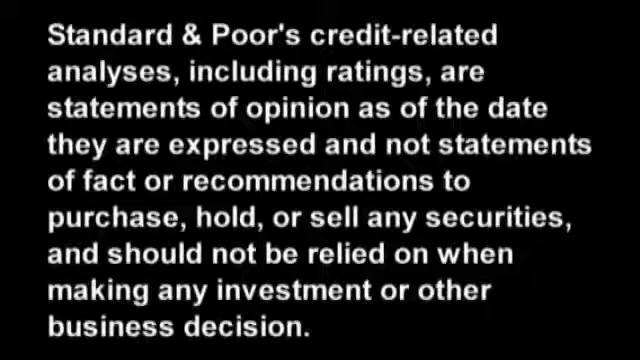 Standard & Poor's credit-related
analyses, including ratings, are
statements of opinion as of the date
they are expressed and not statements
of fact or recommendations to
purchase, hold, or sell any securities,
and should not be relied on when
making any investment or other
business decision.